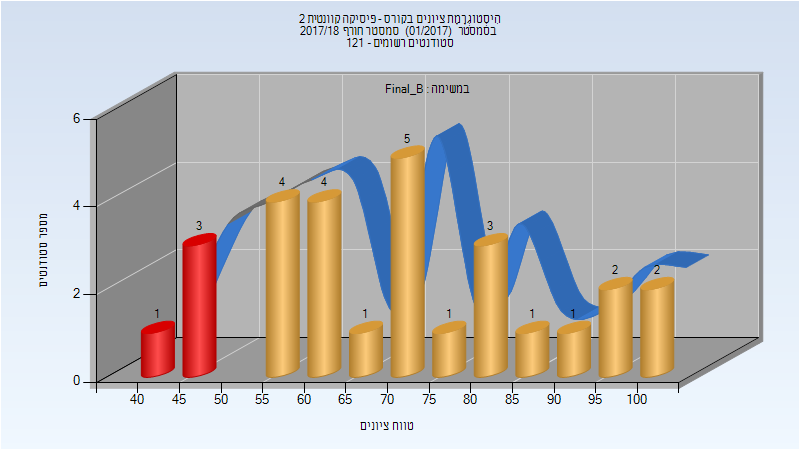 היסטוגרמת ציונים בקורס - פיסיקה קוונטית 2
בסמסטר (01/2017) סמסטר חורף 2017/18
סטודנטים רשומים - 121
במשימה : Final_B
מספר סטודנטים
6
4
2
0
1
3
4
4
1
5
1
3
1
1
2
2
40 45 50 55 60 65 70 75 80 85 90 95 100
טווח ציונים